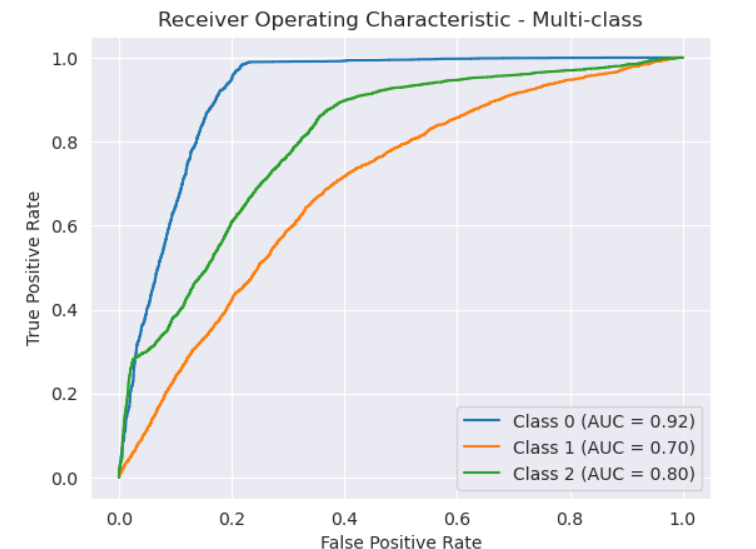 Receiver Operating Characteristic - Multi-class
True Positive Rate
1.0
0.8
0.6
0.4
0.2
0.0
Class 0 (AUC = 0.92)
Class 1 (AUC = 0.70)
Class 2 (AUC = 0.80)
0.0 0.2 0.4 0.6 0.8 1.0
False Positive Rate